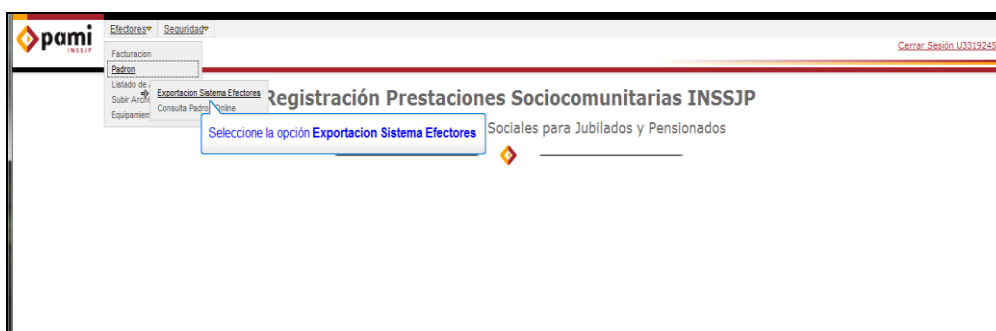 pami
INSSJP
Efectores Seguridad
Cerrar Sesión U3319245
Facturacion
Padron
Listado de
Subir Archi
Equipamien
Exportacion Sistema Efectores
Consulta Padron Online
Registración Prestaciones Sociocomunitarias INSSJP
Sociales para Jubilados y Pensionados
Seleccione la opción Exportacion Sistema Efectores